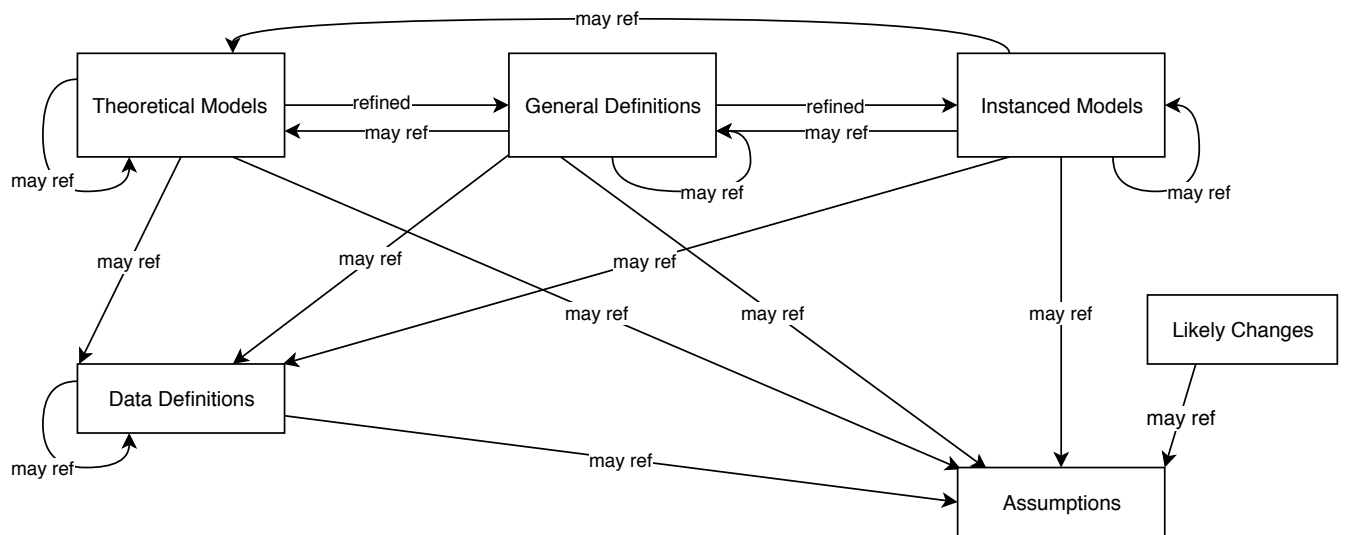 may ref
Theoretical Models
refined
General Definitions
refined
Instanced Models
may ref
may ref
may ref
may ref
may ref
may ref
may ref
may ref
may ref
may ref
may ref
may ref
Likely Changes
Data Definitions
may ref
may ref
may ref
Assumptions